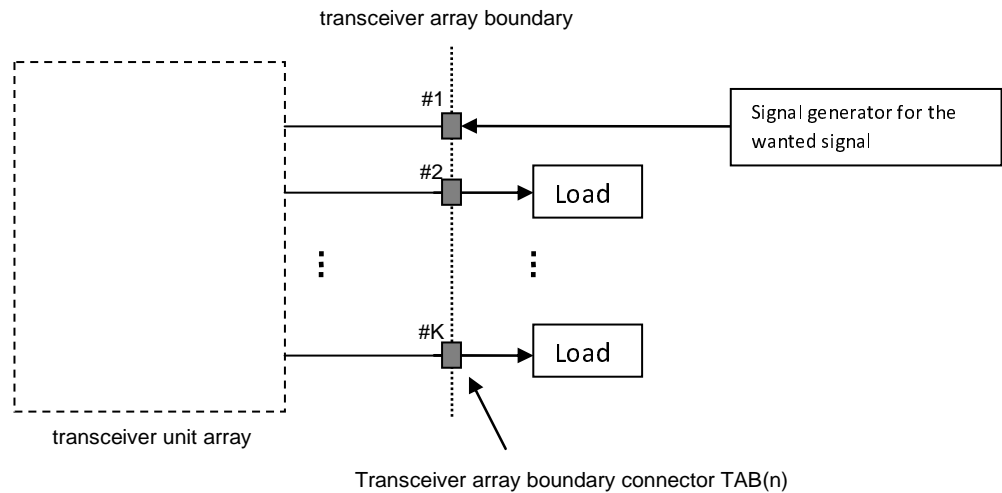 transceiver array boundary
#1
Signal generator for the
wanted signal
#2
Load
#K
Load
transceiver unit array
Transceiver array boundary connector TAB(n)